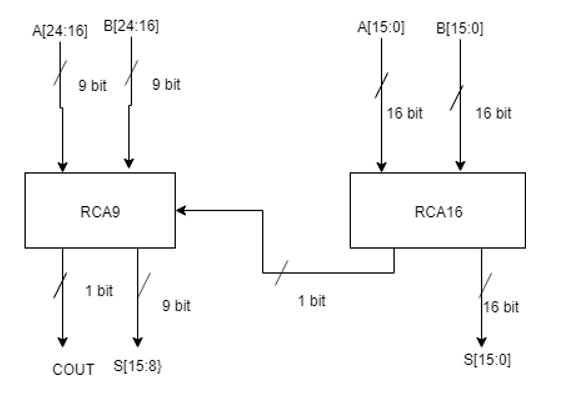 A[24:16] B[24:16] A[15:0] B[15:0]
9 bit 9 bit
16 bit 16 bit
RCA9 RCA16
1 bit 9 bit 1 bit 16 bit
COUT S[15:8} S[15:0]